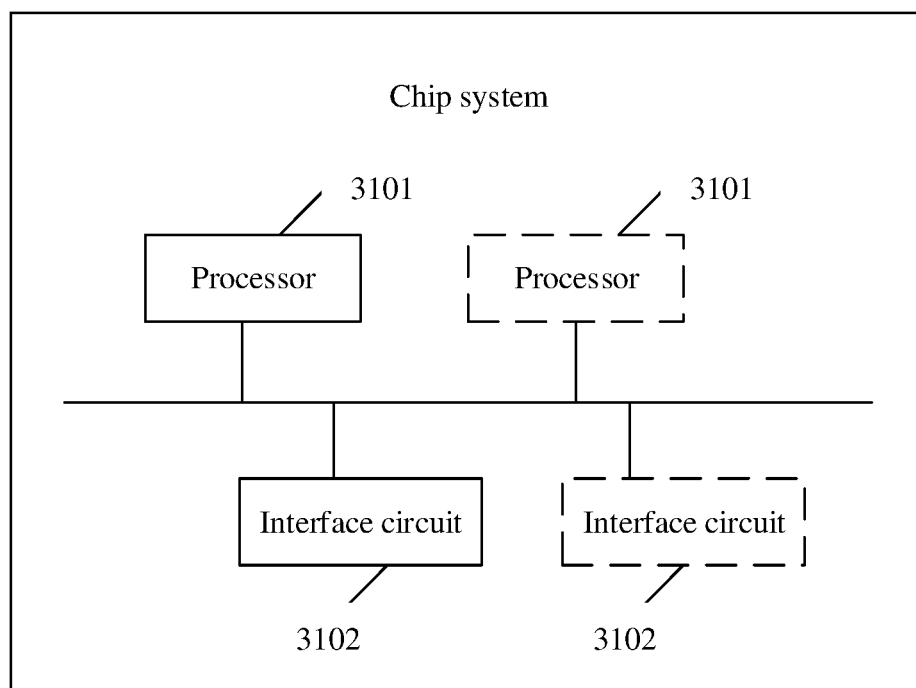 Chip system
3101
3101
Processor
Processor
Interface circuit
Interface circuit
3102
3102